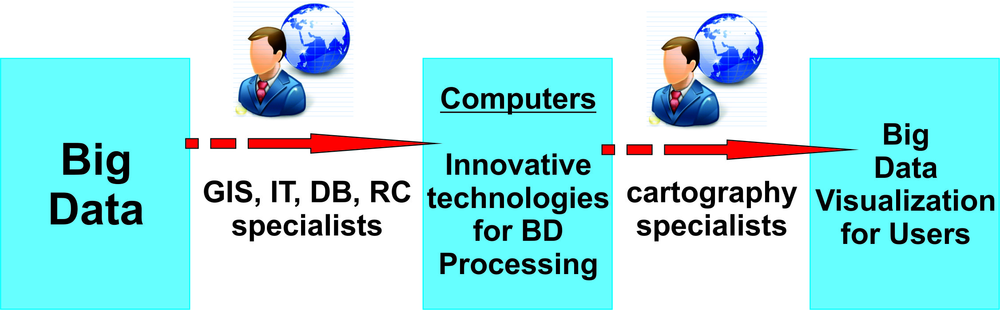 Big
Data
GIS, IT, DB, RC
specialists
Computers
Innovative
technologies
for BD
Processing
cartography
specialists
Big
Data
Visualization
for Users